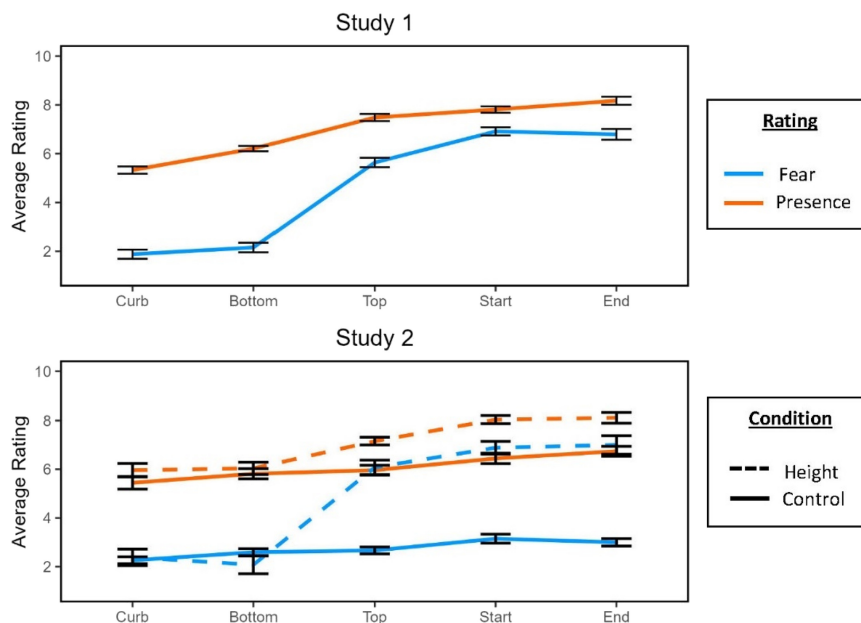 Study 1
10
8
6
4
2
Average Rating
Curb Bottom Top Start End
Rating
Fear
Presence
Study 2
10
8
6
4
2
Average Rating
Curb Bottom Top Start End
Condition
Height
Control